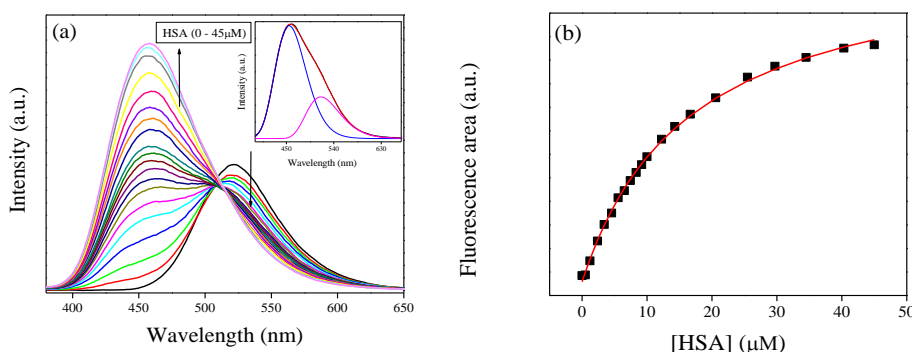 (a)
HSA (0 - 45μM)
Intensity (a.u.)
450 540 630
Wavelength (nm)
Intensity (a.u.)
400 450 500 550 600 650
Wavelength (nm)
(b)
Fluorescence area (a.u.)
0 10 20 30 40 50
[HSA] (μM)